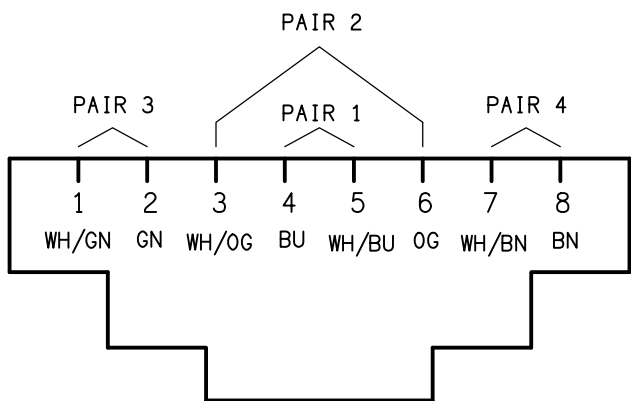 PAIR 2
PAIR 3 PAIR 1 PAIR 4
1 2 3 4 5 6 7 8
WH/GN GN WH/OG BU WH/BU OG WH/BN BN